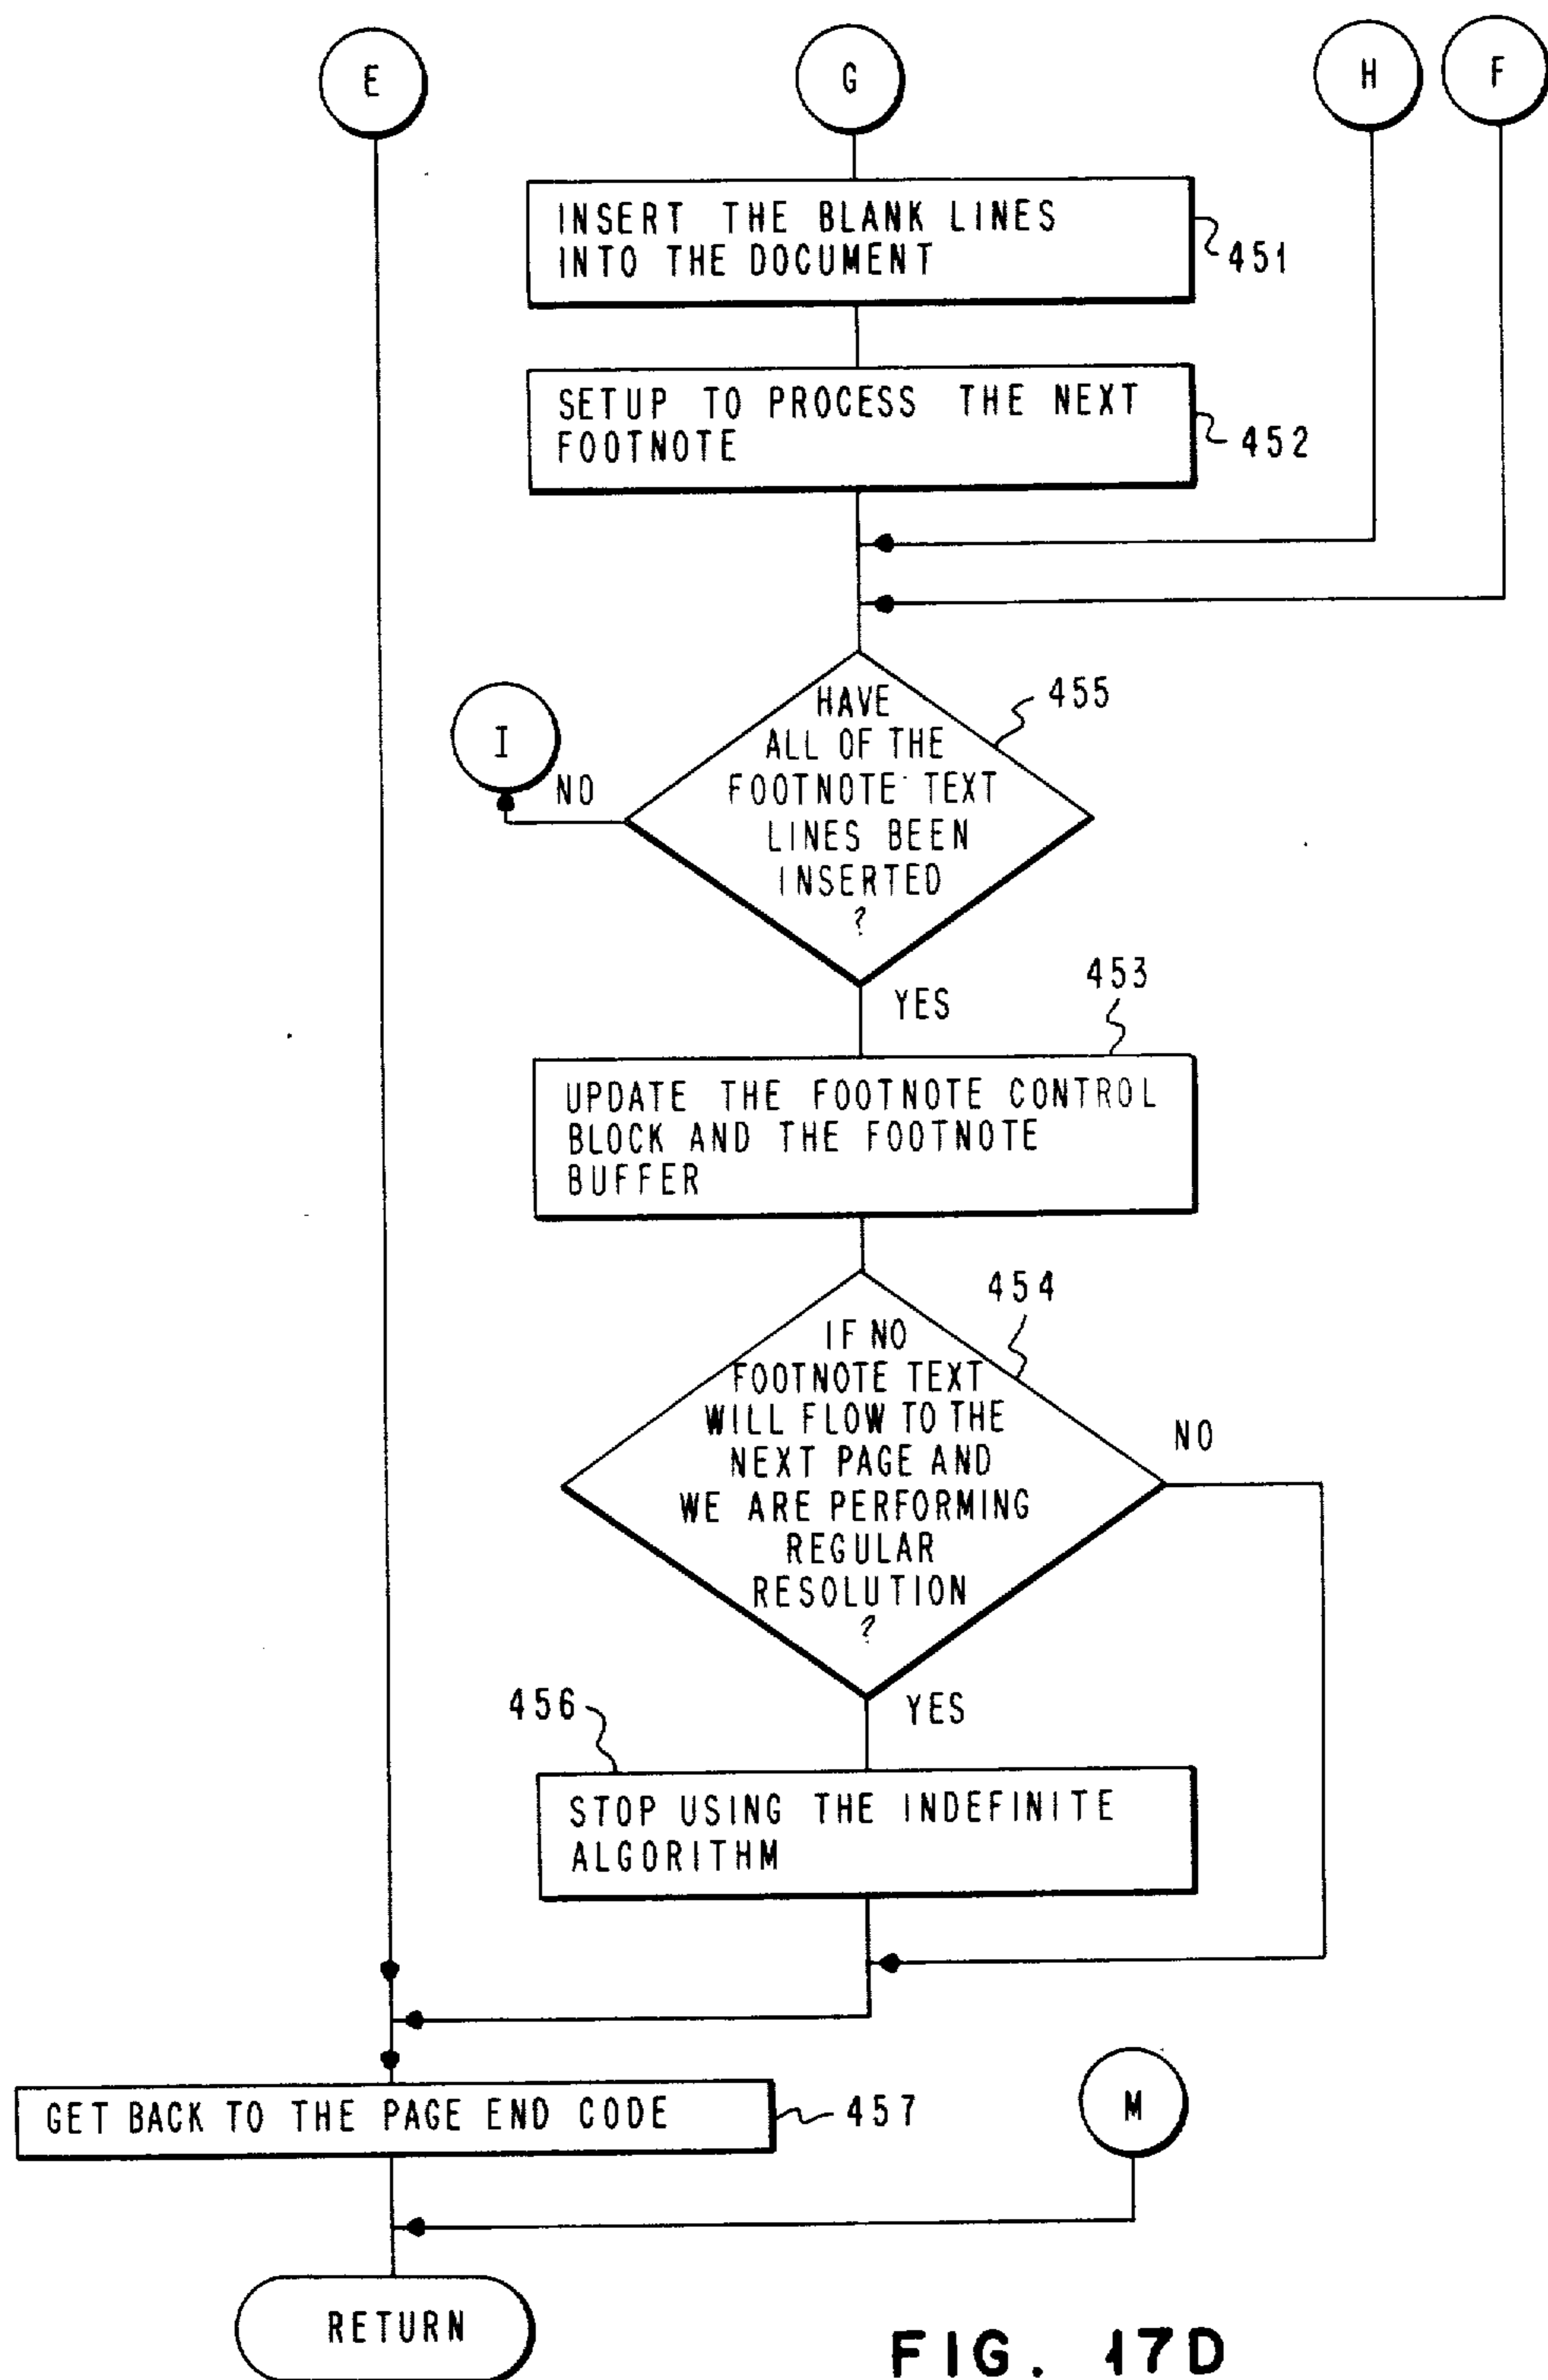 E
G
H
F
INSERT THE BLANK LINES
INTO THE DOCUMENT
451
SETUP TO PROCESS THE NEXT
FOOTNOTE
452
I
NO
HAVE
ALL OF THE
FOOTNOTE TEXT
LINES BEEN
INSERTED
?
455
YES
453
UPDATE THE FOOTNOTE CONTROL
BLOCK AND THE FOOTNOTE
BUFFER
454
IF NO
FOOTNOTE TEXT
WILL FLOW TO THE
NEXT PAGE AND
WE ARE PERFORMING
REGULAR
RESOLUTION
?
NO
YES
456
STOP USING THE INDEFINITE
ALGORITHM
GET BACK TO THE PAGE END CODE
457
M
RETURN
FIG. 17D